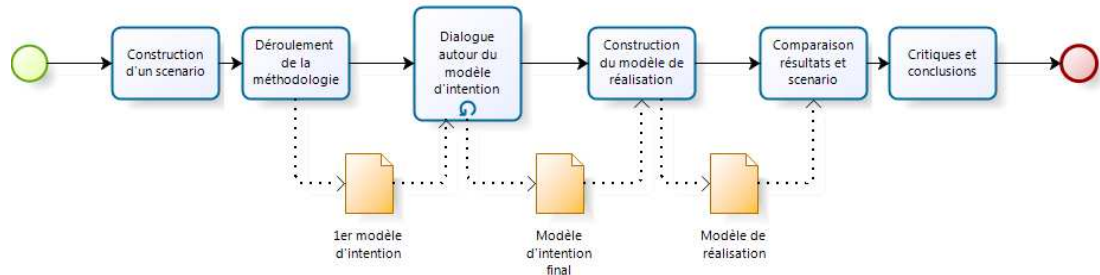 Construction
d'un scenario
Déroulement
de la
méthodologie
Dialogue
autour du
modèle
d'intention
Construction
du modèle de
réalisation
Comparaison
résultats et
scenario
Critiques et
conclusions
1er modèle
d'intention
Modèle
d'intention
final
Modèle de
réalisation